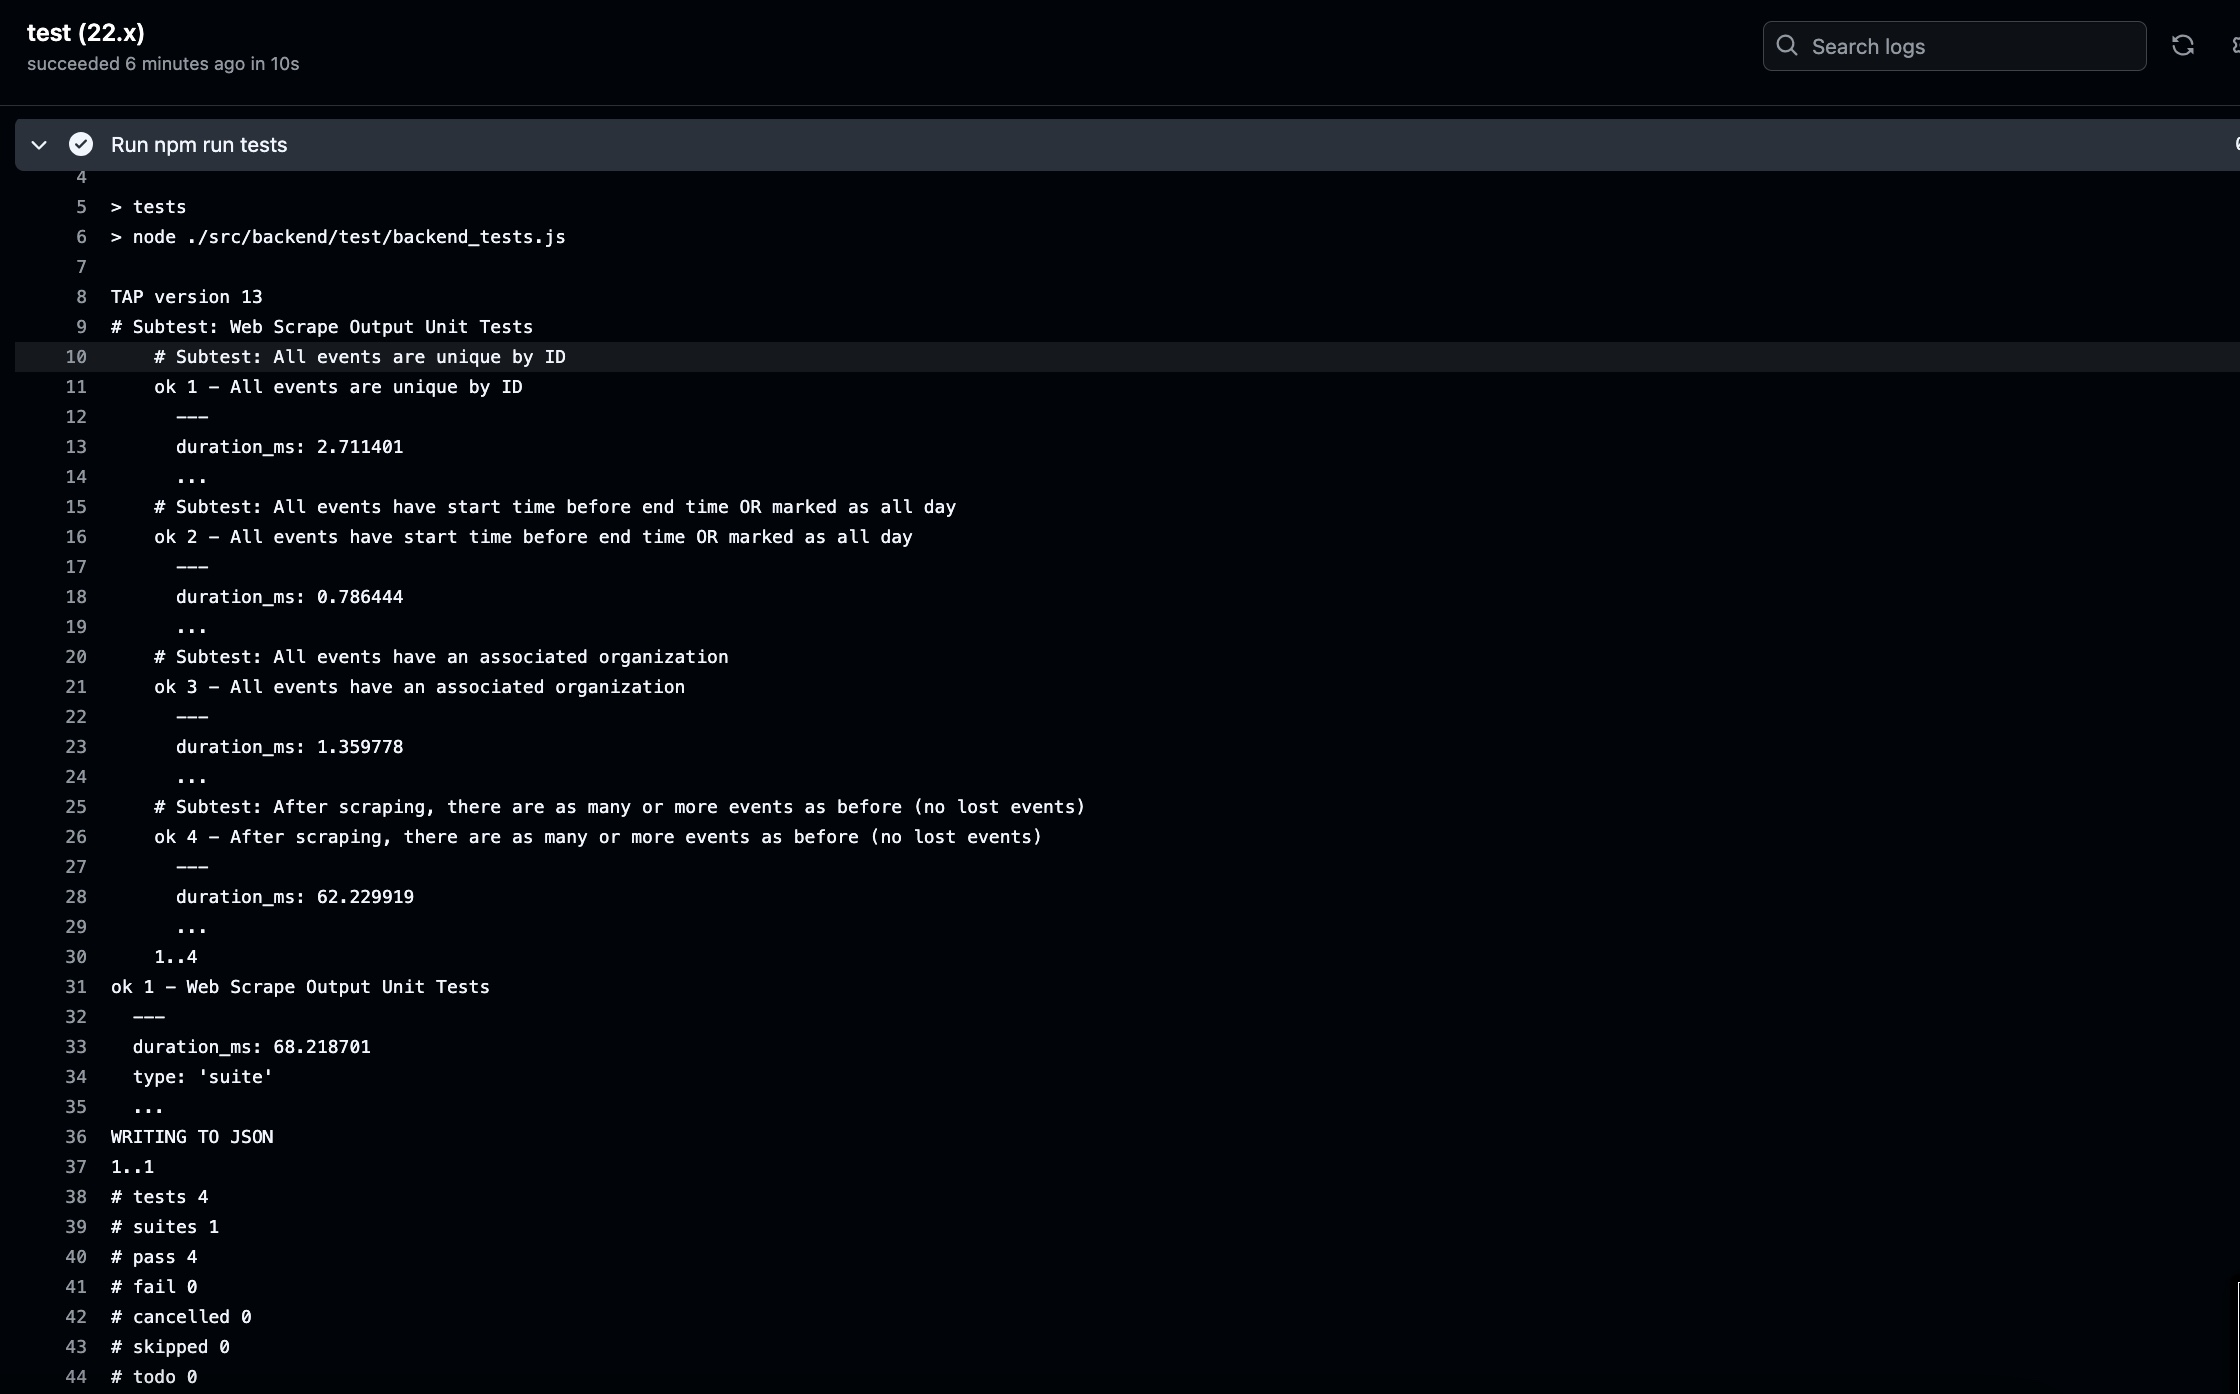 test (22.x)
succeeded 6 minutes ago in 10s
Search logs
Run npm run tests
4
5 > tests
6 > node ./src/backend/test/backend_tests.js
7
8 TAP version 13
9 # Subtest: Web Scrape Output Unit Tests
10 # Subtest: All events are unique by ID
11 ok 1 - All events are unique by ID
12 ---
13 duration_ms: 2.711401
14 ...
15 # Subtest: All events have start time before end time OR marked as all day
16 ok 2 - All events have start time before end time OR marked as all day
17 ---
18 duration_ms: 0.786444
19 ...
20 # Subtest: All events have an associated organization
21 ok 3 - All events have an associated organization
22 ---
23 duration_ms: 1.359778
24 ...
25 # Subtest: After scraping, there are as many or more events as before (no lost events)
26 ok 4 - After scraping, there are as many or more events as before (no lost events)
27 ---
28 duration_ms: 62.229919
29 ...
30 1..4
31 ok 1 - Web Scrape Output Unit Tests
32 ---
33 duration_ms: 68.218701
34 type: 'suite'
35 ...
36 WRITING TO JSON
37 1..1
38 # tests 4
39 # suites 1
40 # pass 4
41 # fail 0
42 # cancelled 0
43 # skipped 0
44 # todo 0